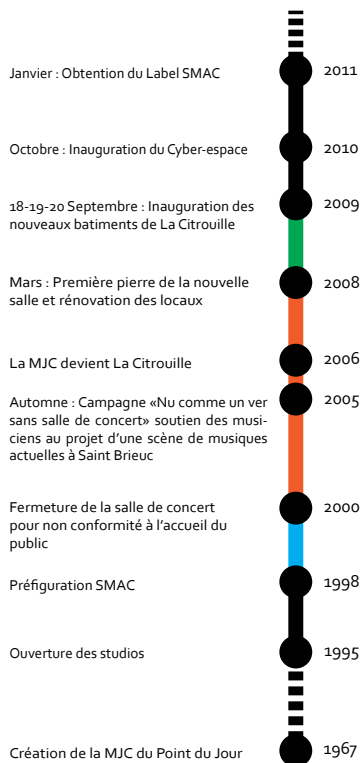 Janvier : Obtention du Label SMAC
2011
Octobre : Inauguration du Cyber-espace
2010
18-19-20 Septembre : Inauguration des
nouveaux batiments de La Citrouille
2009
Mars : Première pierre de la nouvelle
salle et rénovation des locaux
2008
La MJC devient La Citrouille
2006
Automne : Campagne «Nu comme un ver
sans salle de concert» soutien des musi-
ciens au projet d'une scène de musiques
actuelles à Saint Brieuc
2005
Fermeture de la salle de concert
pour non conformité à l'accueil du
public
2000
Préfiguration SMAC
1998
Ouverture des studios
1995
Création de la MJC du Point du Jour
1967